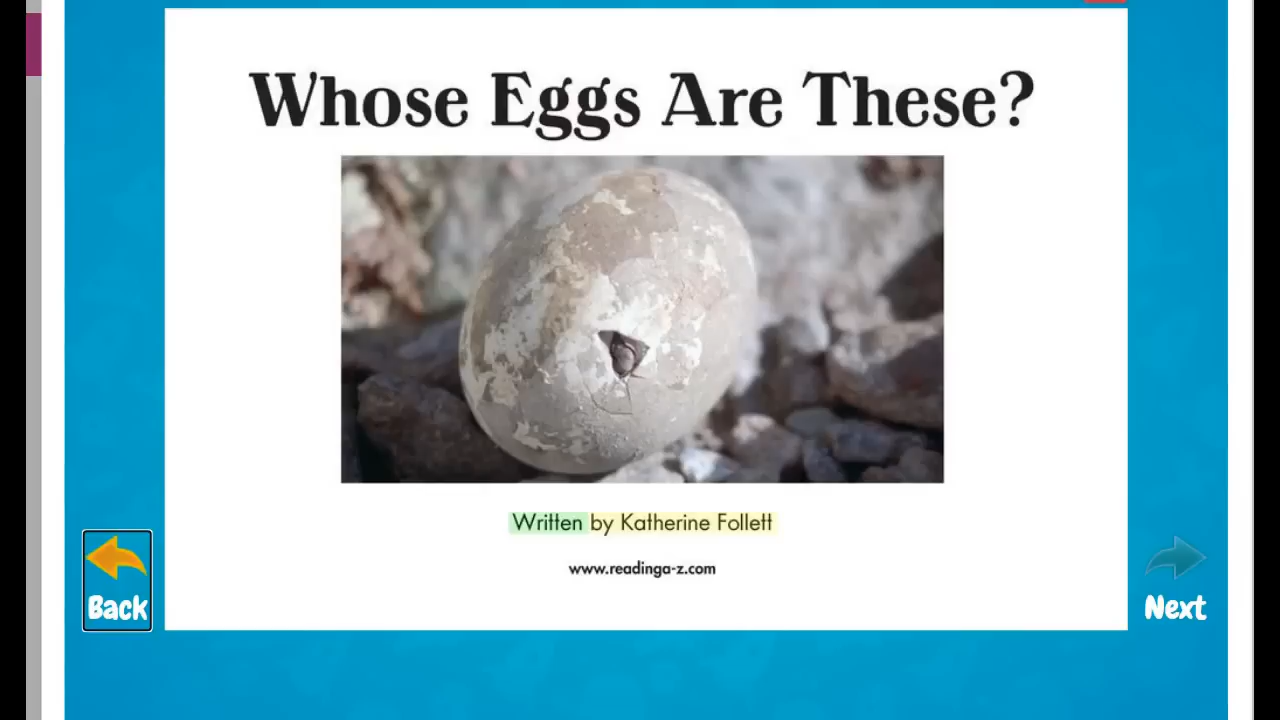 Whose Eggs Are These?
Written by Katherine Follett
www.readinga-z.com
Back
Next